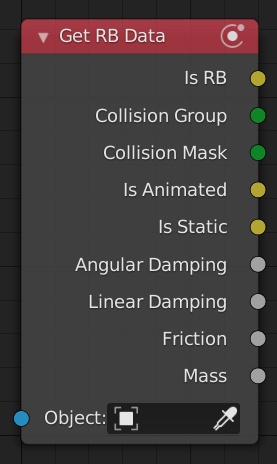 Get RB Data
Is RB
Collision Group
Collision Mask
Is Animated
Is Static
Angular Damping
Linear Damping
Friction
Mass
Object: